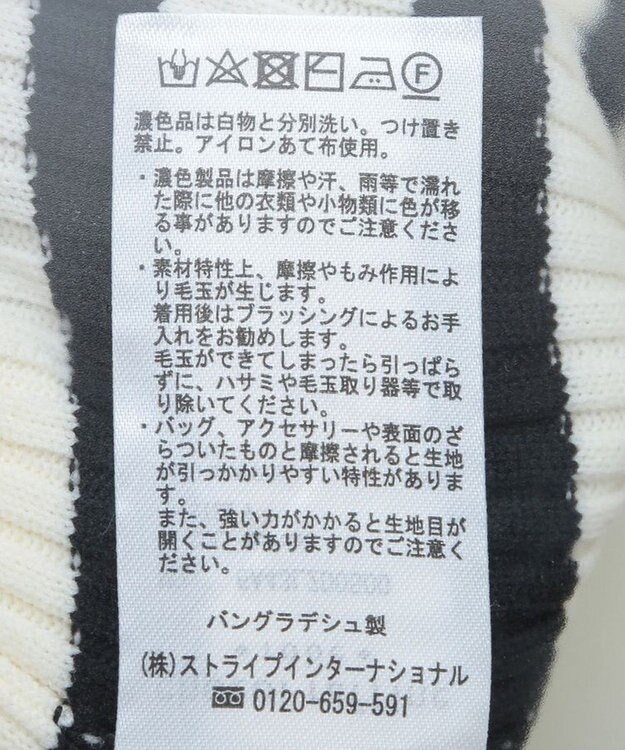 F
濃色品は白物と分別洗い。つけ置き
禁止。アイロンあて布使用。
・濃色製品は摩擦や汗、雨等で濡れ
た際に他の衣類や小物類に色が移
る事がありますのでご注意くださ
い。
・素材特性上、摩擦やもみ作用によ
り毛玉が生じます。
着用後はブラッシングによるお手
入れをお勧めします。
毛玉ができてしまったら引っぱら
ずに、ハサミや毛玉取り器等で取
り除いてください。
・バッグ、アクセサリーや表面のざ
らついたものと摩擦されると生地
が引っかかりやすい特性がありま
す。
また、強い力がかかると生地目が
開くことがありますのでご注意く
ださい。
バングラデシュ製
(株)ストライプインターナショナル
0120-659-591